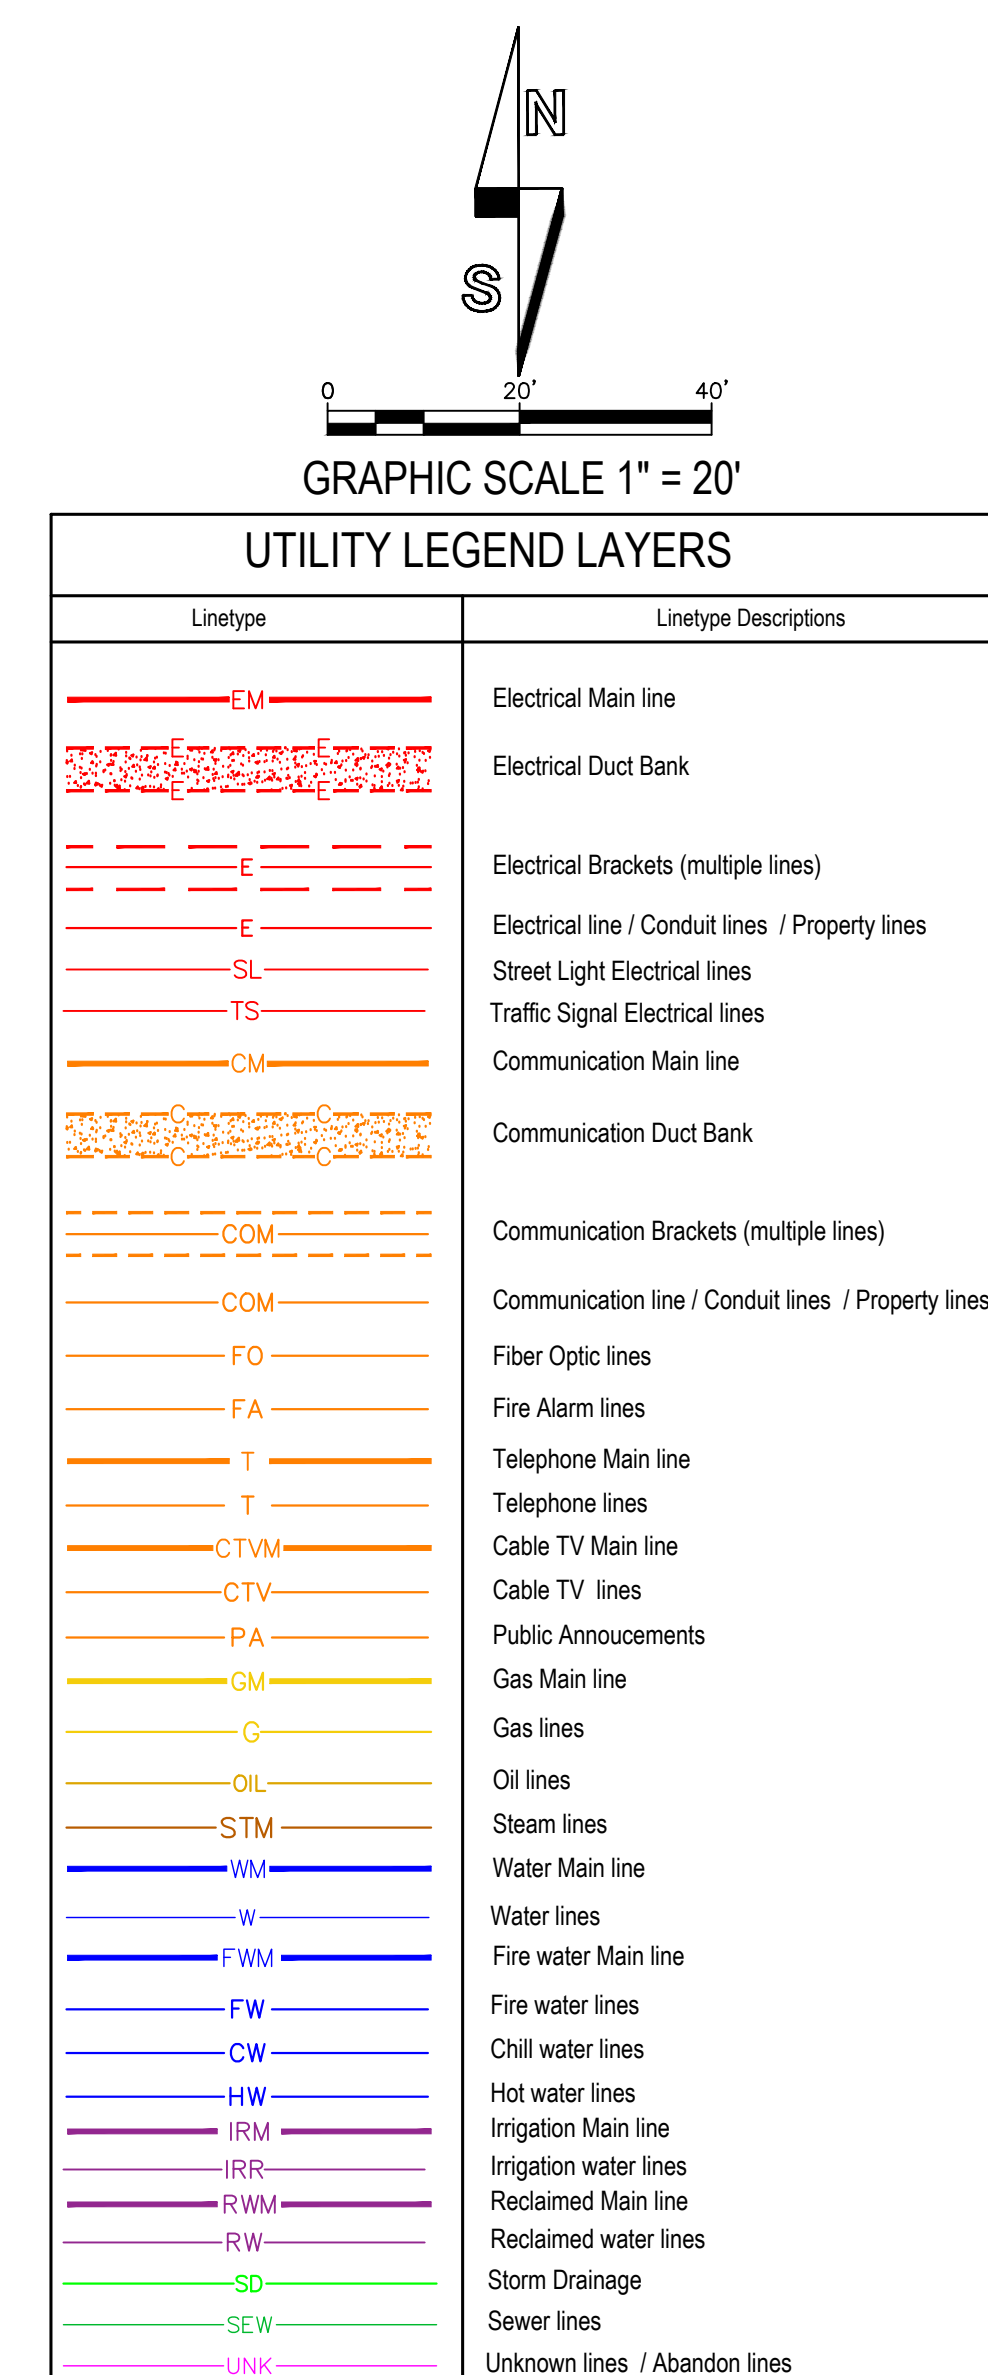 N
S
0 20' 40'
GRAPHIC SCALE 1" = 20'
UTILITY LEGEND LAYERS
Linetype Linetype Descriptions
EM Electrical Main line
E E
Electrical Duct Bank
E E
E Electrical Brackets (multiple lines)
E Electrical line / Conduit lines / Property lines
SL Street Light Electrical lines
TS Traffic Signal Electrical lines
CM Communication Main line
C C
Communication Duct Bank
C C
COM Communication Brackets (multiple lines)
COM Communication line / Conduit lines / Property lines
FO Fiber Optic lines
FA Fire Alarm lines
T Telephone Main line
T Telephone lines
CTVM Cable TV Main line
CTV Cable TV lines
PA Public Annoucements
GM Gas Main line
G Gas lines
OIL Oil lines
STM Steam lines
WM Water Main line
W Water lines
FWM Fire water Main line
FW Fire water lines
CW Chill water lines
HW Hot water lines
IRM Irrigation Main line
IRR Irrigation water lines
RWM Reclaimed Main line
RW Reclaimed water lines
SD Storm Drainage
SEW Sewer lines
UNK Unknown lines / Abandon lines